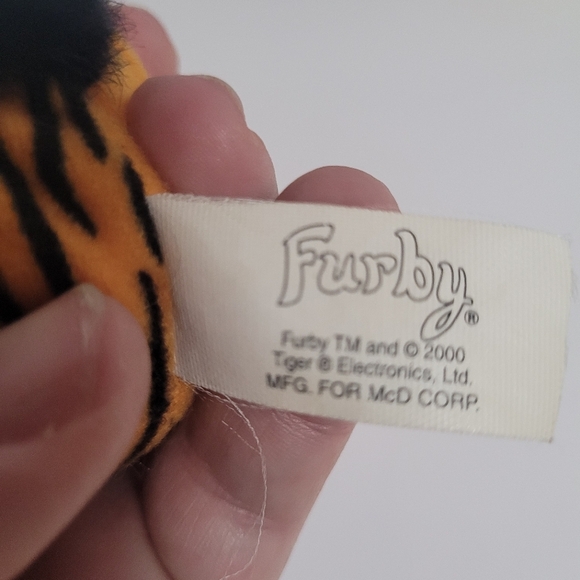 Furby®
Furby TM and © 2000
Tiger ® Electronics, Ltd.
MFG. FOR McD CORP.